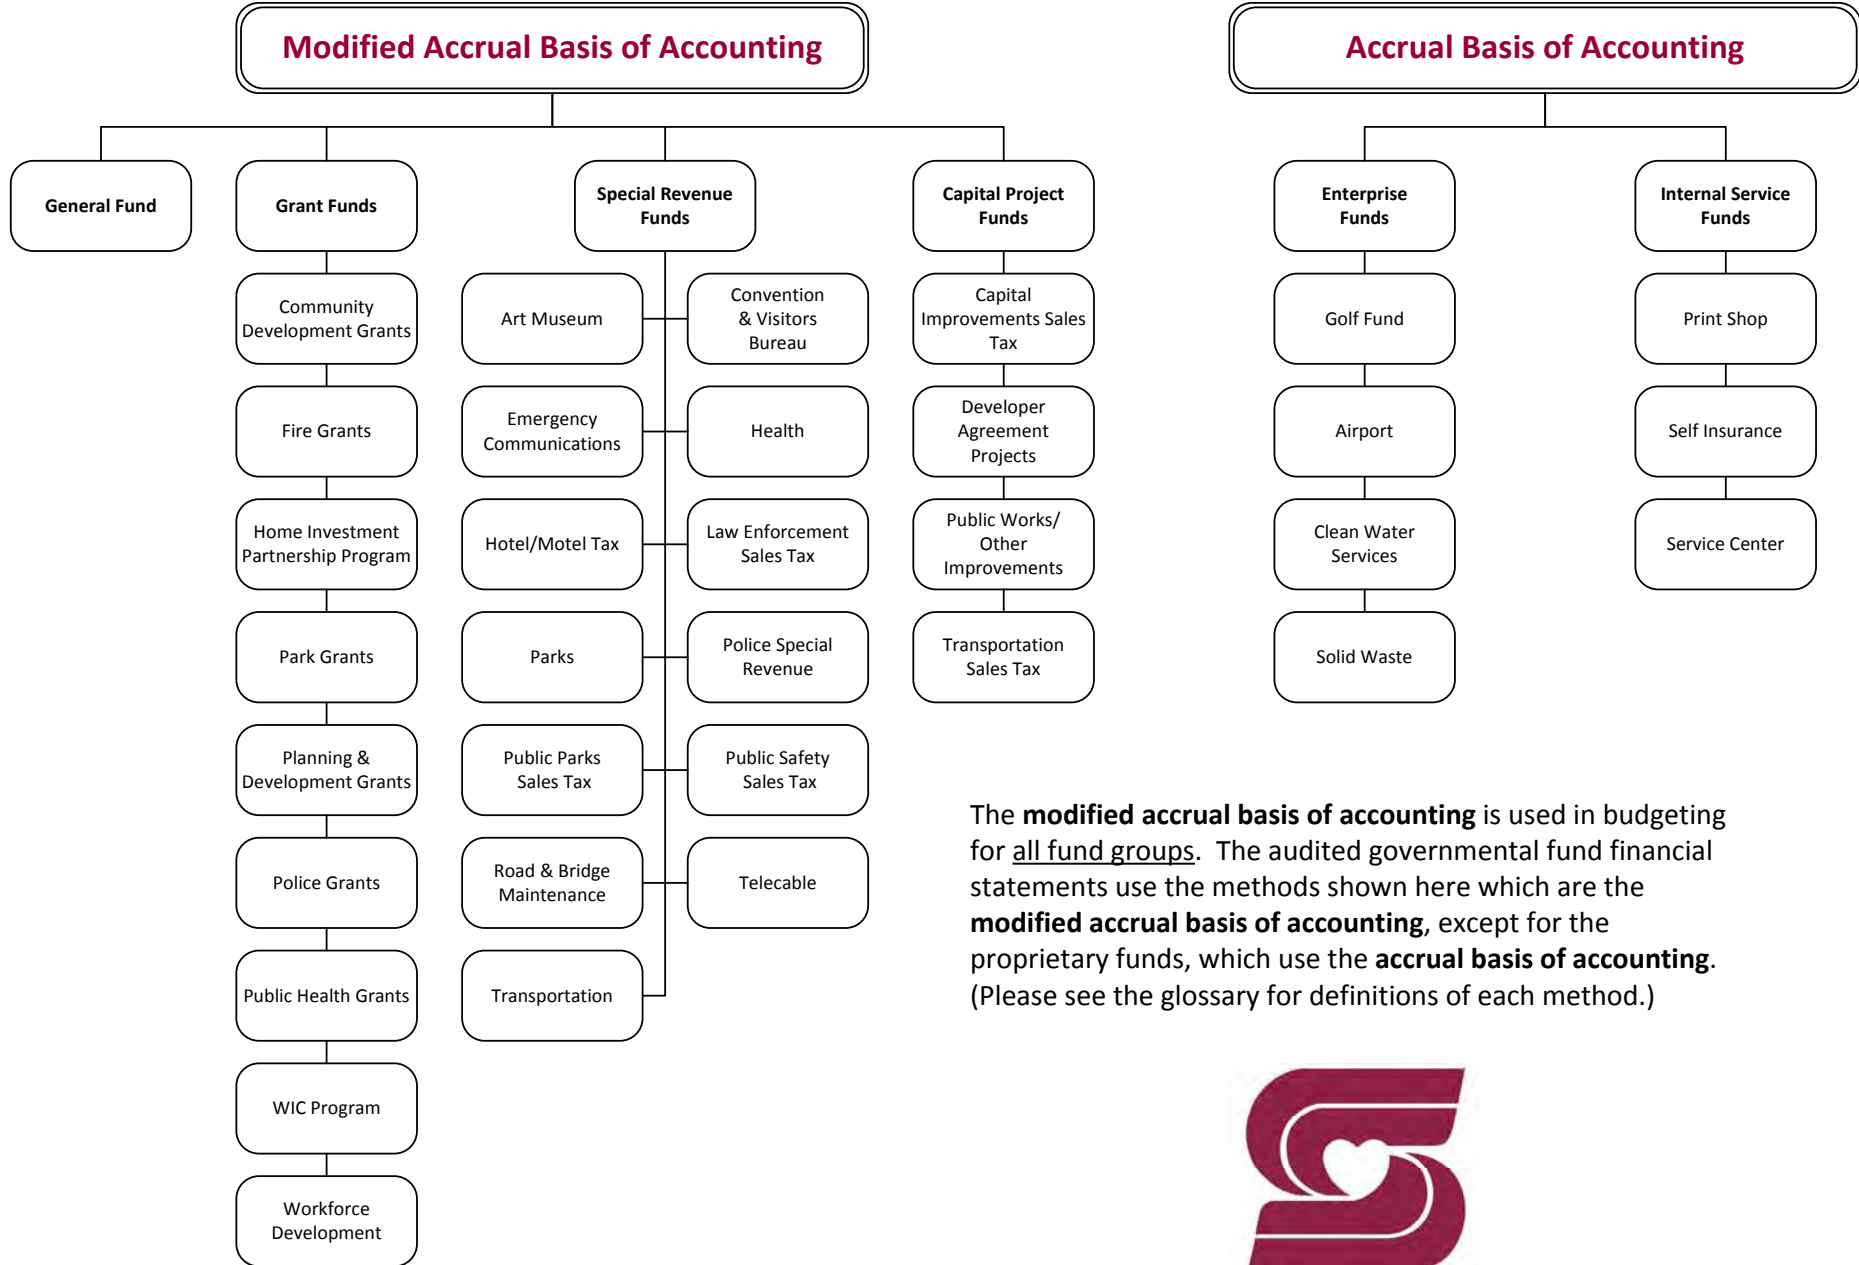 Modified Accrual Basis of Accounting
Accrual Basis of Accounting
General Fund
Grant Funds
Special Revenue
Funds
Capital Project
Funds
Enterprise
Funds
Internal Service
Funds
Community
Development Grants
Fire Grants
Home Investment
Partnership Program
Park Grants
Planning &
Development Grants
Police Grants
Public Health Grants
WIC Program
Workforce
Development
Art Museum
Convention
& Visitors
Bureau
Emergency
Communications
Health
Hotel/Motel Tax
Law Enforcement
Sales Tax
Parks
Police Special
Revenue
Public Parks
Sales Tax
Public Safety
Sales Tax
Road & Bridge
Maintenance
Telecable
Transportation
Capital
Improvements Sales
Tax
Developer
Agreement
Projects
Public Works/
Other
Improvements
Transportation
Sales Tax
Golf Fund
Airport
Clean Water
Services
Solid Waste
Print Shop
Self Insurance
Service Center
The modified accrual basis of accounting is used in budgeting
for all fund groups.  The audited governmental fund financial
statements use the methods shown here which are the
modified accrual basis of accounting, except for the
proprietary funds, which use the accrual basis of accounting.
(Please see the glossary for definitions of each method.)